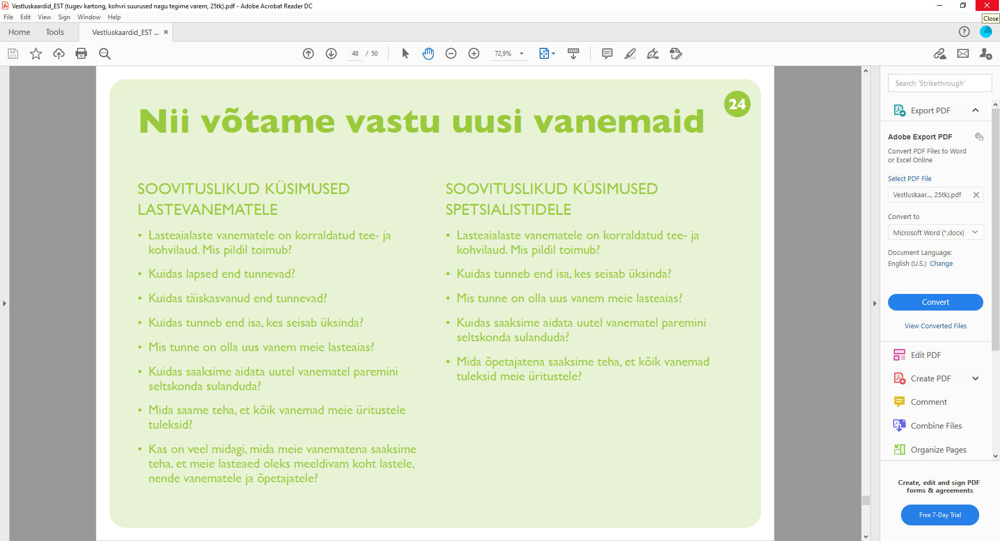 Vestluskaardid_EST (tugev kartong, kohvri suurused nagu tegime varem, 25tk).pdf - Adobe Acrobat Reader DC
File Edit View Sign Window Help
Close
Home Tools Vestluskaardid_EST ...
48 / 50 72,9%
24
Nii võtame vastu uusi vanemaid
SOOVITUSLIKUD KÜSIMUSED
LASTEVANEMATELE
• Lasteaialaste vanematele on korraldatud tee- ja
kohvilaud. Mis pildil toimub?
• Kuidas lapsed end tunnevad?
• Kuidas täiskasvanud end tunnevad?
• Kuidas tunneb end isa, kes seisab üksinda?
• Mis tunne on olla uus vanem meie lasteaias?
• Kuidas saaksime aidata uutel vanematel paremini
seltskonda sulanduda?
• Mida saame teha, et kõik vanemad meie üritustele
tuleksid?
• Kas on veel midagi, mida meie vanematena saaksime
teha, et meie lasteaed oleks meeldivam koht lastele,
nende vanematele ja õpetajatele?
SOOVITUSLIKUD KÜSIMUSED
SPETSIALISTIDELE
• Lasteaialaste vanematele on korraldatud tee- ja
kohvilaud. Mis pildil toimub?
• Kuidas tunneb end isa, kes seisab üksinda?
• Mis tunne on olla uus vanem meie lasteaias?
• Kuidas saaksime aidata uutel vanematel paremini
seltskonda sulanduda?
• Mida õpetajatena saaksime teha, et kõik vanemad
tuleksid meie üritustele?
Search 'Strikethrough'
Export PDF
Adobe Export PDF
Convert PDF Files to Word
or Excel Online
Select PDF File
Vestluskaar..., 25tk).pdf
Convert to
Microsoft Word (*.docx)
Document Language:
English (U.S.) Change
Convert
View Converted Files
Edit PDF
Create PDF
Comment
Combine Files
Organize Pages
Create, edit and sign PDF
forms & agreements
Free 7-Day Trial